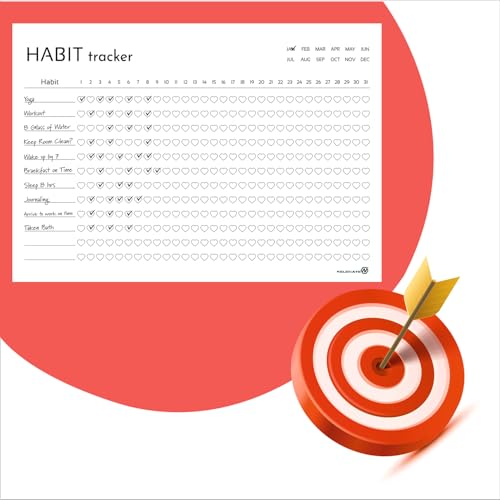 HABIT tracker
JAN FEB MAR APR MAY JUN
JUL AUG SEP OCT NOV DEC
Habit 1 2 3 4 5 6 7 8 9 10 11 12 13 14 15 16 17 18 19 20 21 22 23 24 25 26 27 28 29 30 31
Yoga
Workout
8 Glass of Water
Keep Room Clean?
Wake up by 7
Breakfast on Time
Sleep 8 hrs
Journaling
Arrive to work on time
Taken Bath